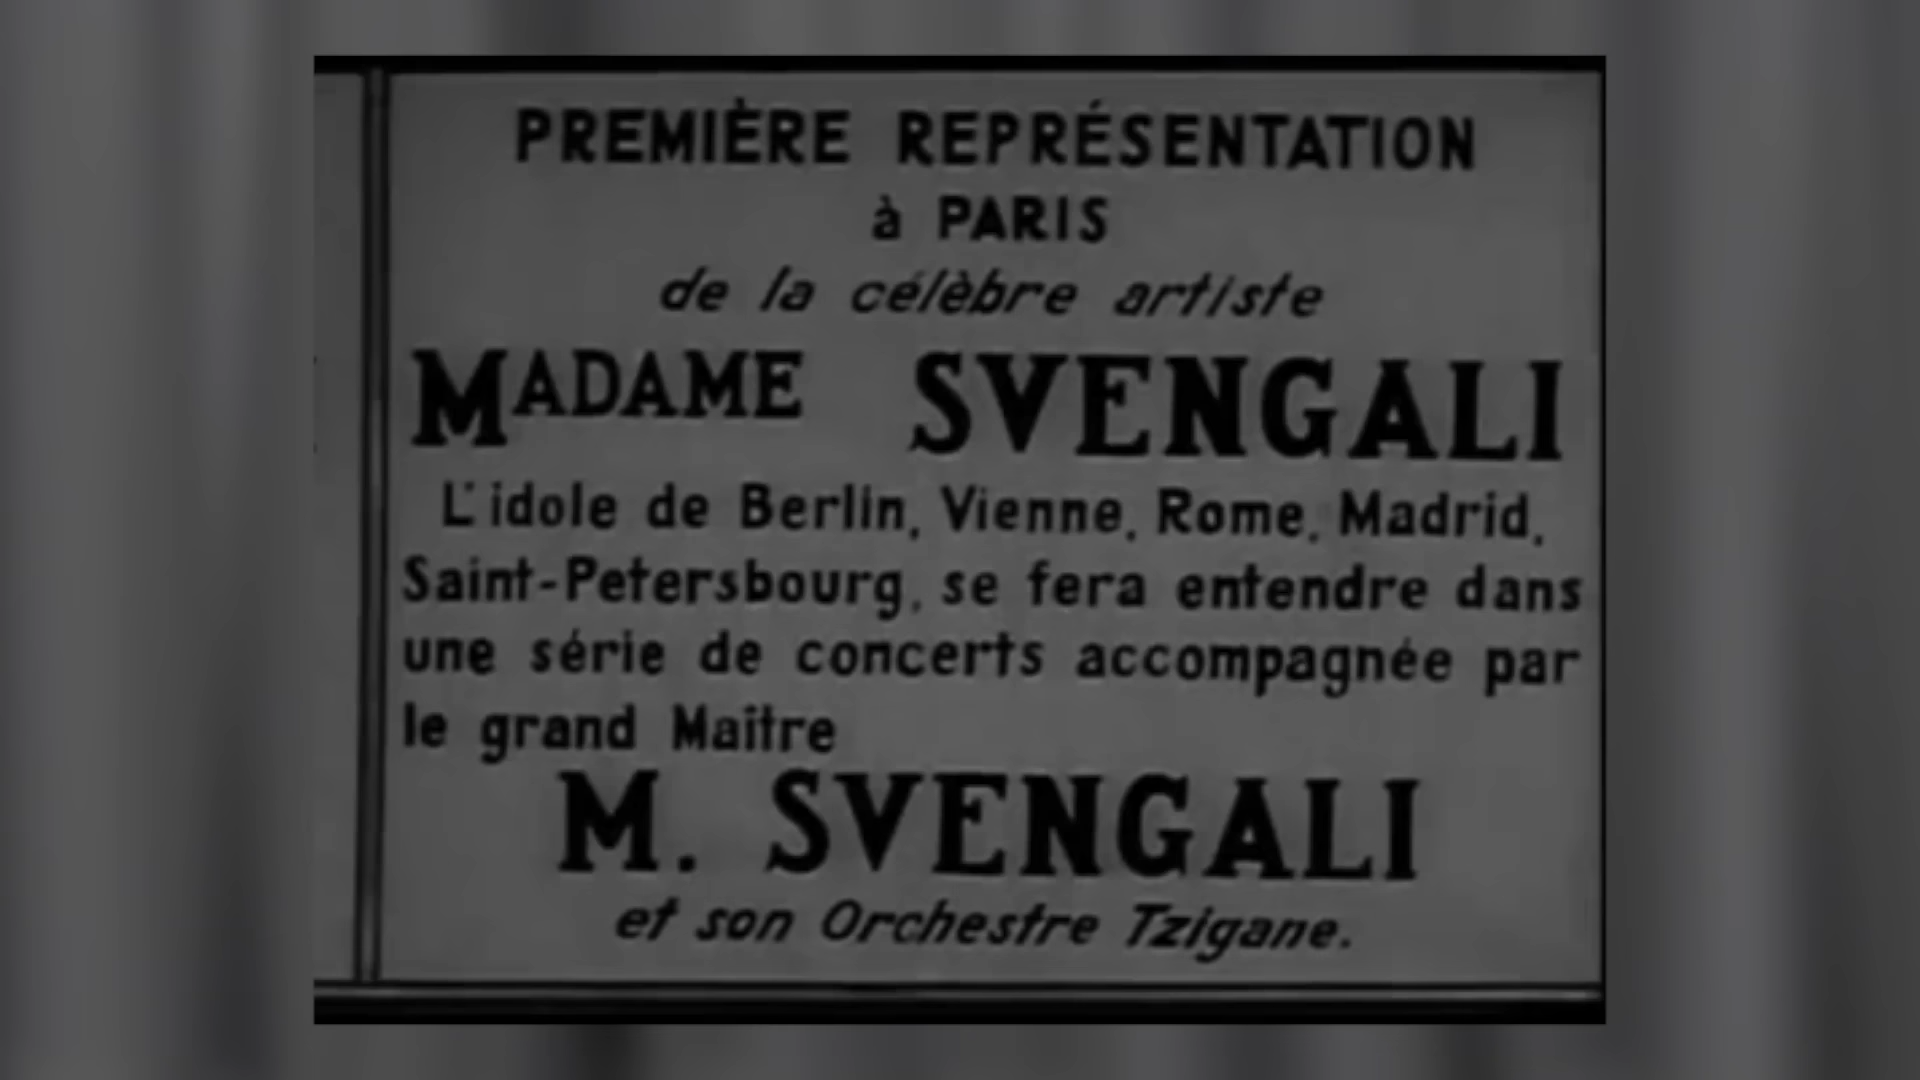 PREMIÈRE REPRÉSENTATION
à PARIS
de la célèbre artiste
MADAME SVENGALI
L'idole de Berlin, Vienne, Rome, Madrid,
Saint-Petersbourg, se fera entendre dans
une série de concerts accompagnée par
le grand Maitre
M. SVENGALI
et son Orchestre Tzigane.